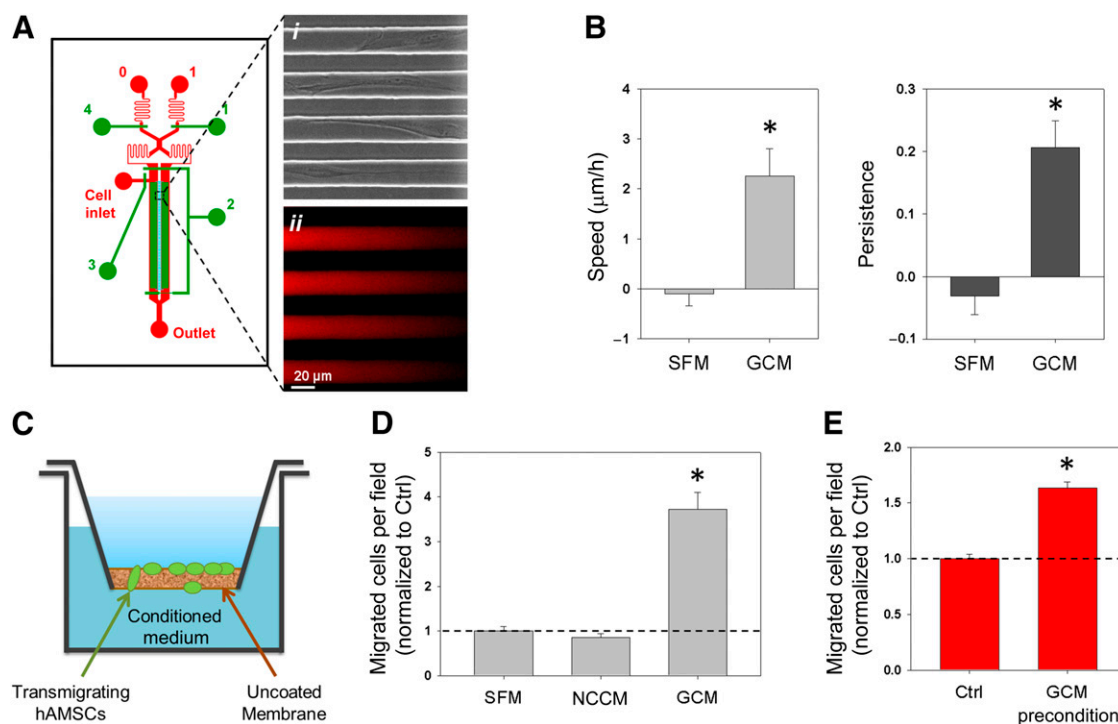 A
0
1
4
1
Cell
inlet
2
3
Outlet
i
ii
20 µm
B
Speed (µm/h)
4
3
2
1
0
–1
*
SFM
GCM
Persistence
0.3
0.2
0.1
0.0
–0.1
*
SFM
GCM
C
Conditioned
medium
Transmigrating
hAMSCs
Uncoated
Membrane
D
Migrated cells per field
(normalized to Ctrl)
5
4
3
2
1
0
*
SFM
NCCM
GCM
E
Migrated cells per field
(normalized to Ctrl)
2.0
1.5
1.0
0.5
0.0
*
Ctrl
GCM
precondition